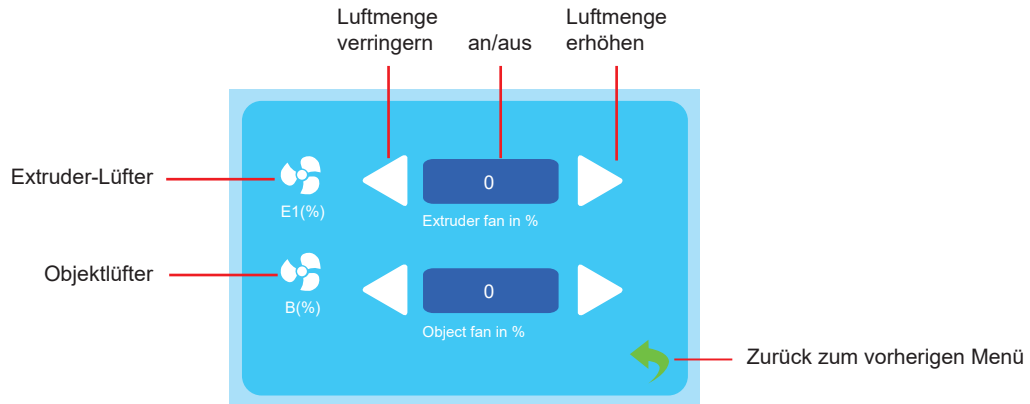 Luftmenge
verringern
an/aus
Luftmenge
erhöhen
Extruder-Lüfter
E1(%)
0
Extruder fan in %
Objektlüfter
B(%)
0
Object fan in %
Zurück zum vorherigen Menü